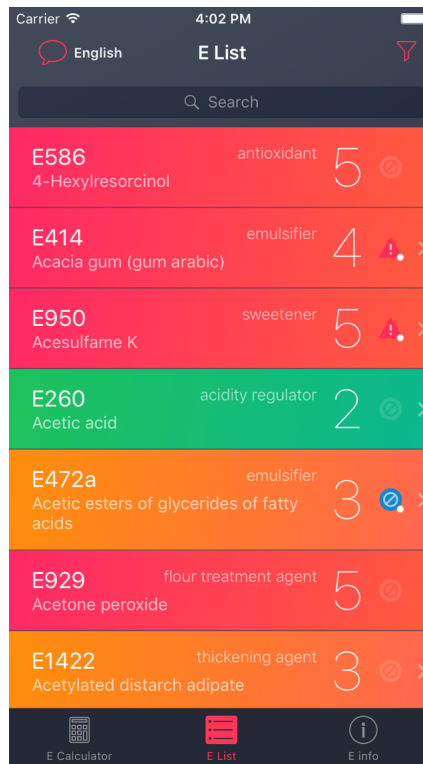 Carrier 4:02 PM
English E List
Search
E586 antioxidant 5
4-Hexylresorcinol
E414 emulsifier 4
Acacia gum (gum arabic)
E950 sweetener 5
Acesulfame K
E260 acidity regulator 2
Acetic acid
E472a emulsifier 3
Acetic esters of glycerides of fatty
acids
E929 flour treatment agent 5
Acetone peroxide
E1422 thickening agent 3
Acetylated distarch adipate
E Calculator E List E info